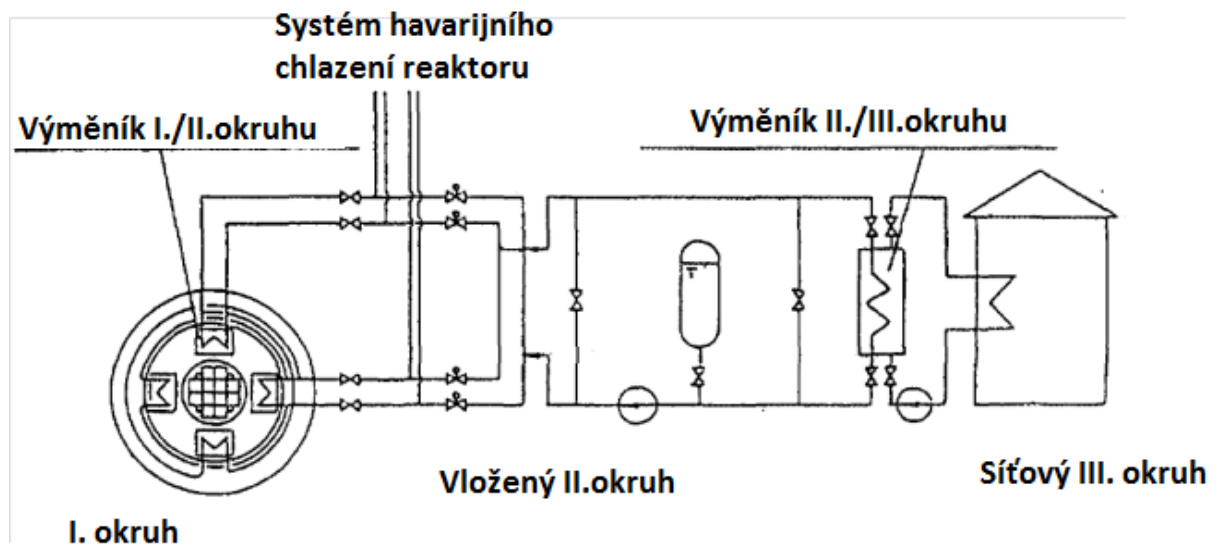 Systém havarijního
chlazení reaktoru
Výměník I./II.okruhu
Výměník II./III.okruhu
Vložený II.okruh
Síťový III. okruh
I. okruh